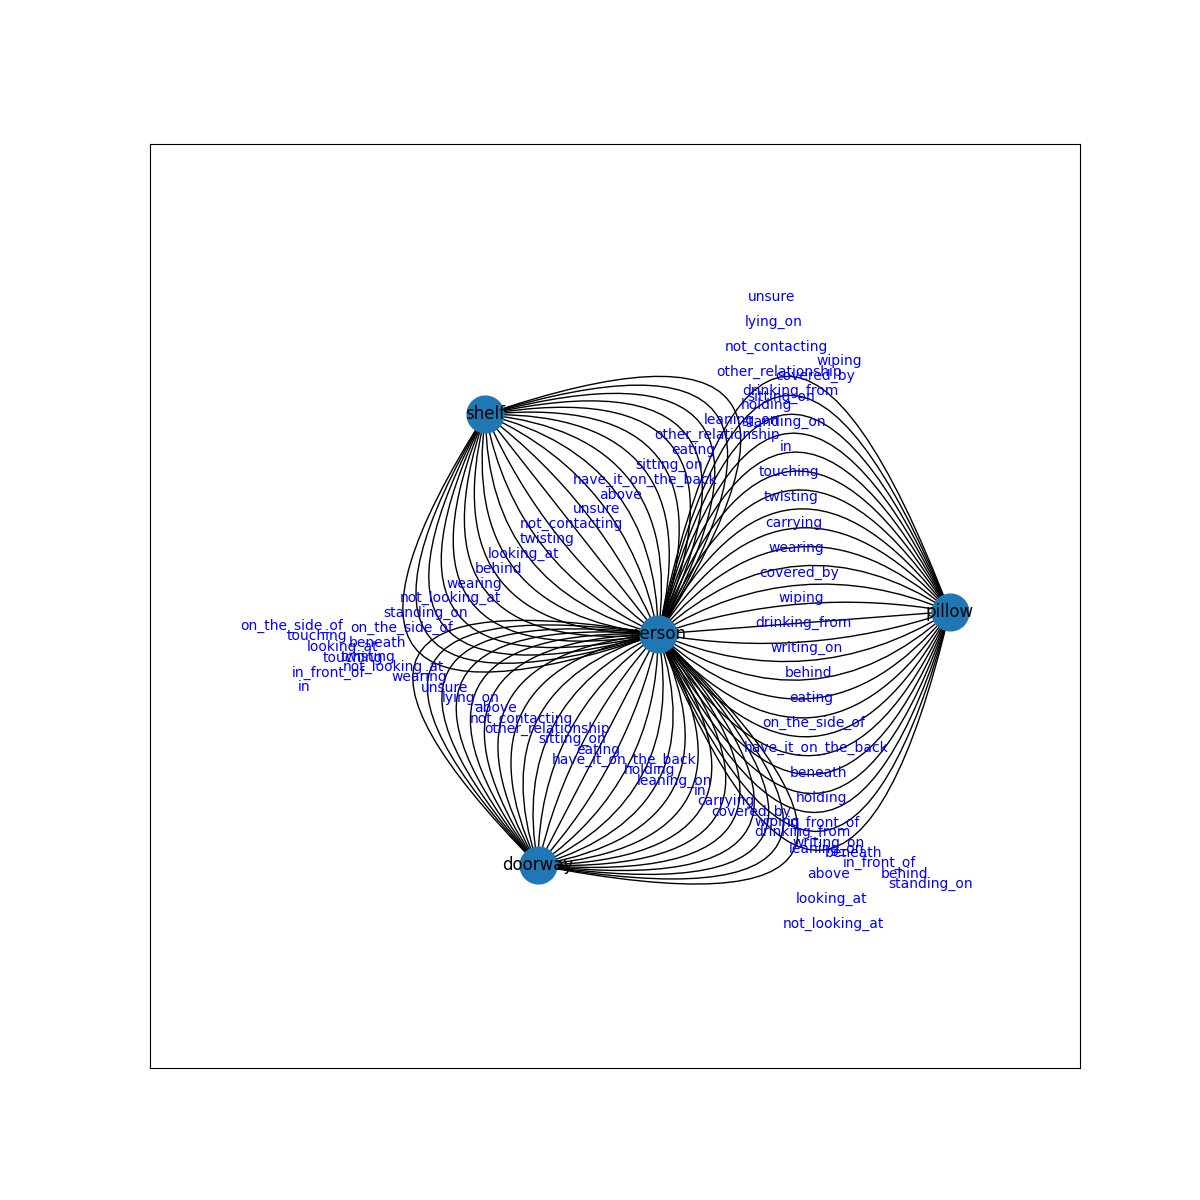 unsure
lying_on
not_contacting
wiping
other_relationship
covered_by
drinking_from
sitting_on
holding
leaning_on
standing_on
shelf
other_relationship
in
eating
sitting_on
touching
have_it_on_the_back
above
twisting
unsure
carrying
not_contacting
twisting
wearing
looking_at
behind
covered_by
wearing
not_looking_at
wiping
standing_on
pillow
drinking_from
on_the_side_of
on_the_side_of
person
touching
beneath
looking_at
writing_on
touching
twisting
not_looking_at
in_front_of
behind
wearing
in
unsure
lying_on
eating
above
not_contacting
on_the_side_of
other_relationship
sitting_on
have_it_on_the_back
eating
have_it_on_the_back
holding
beneath
leaning_on
in
holding
carrying
covered_by
wiping
in_front_of
drinking_from
writing_on
leaning_on
beneath
in_front_of
doorway
above
behind
standing_on
looking_at
not_looking_at